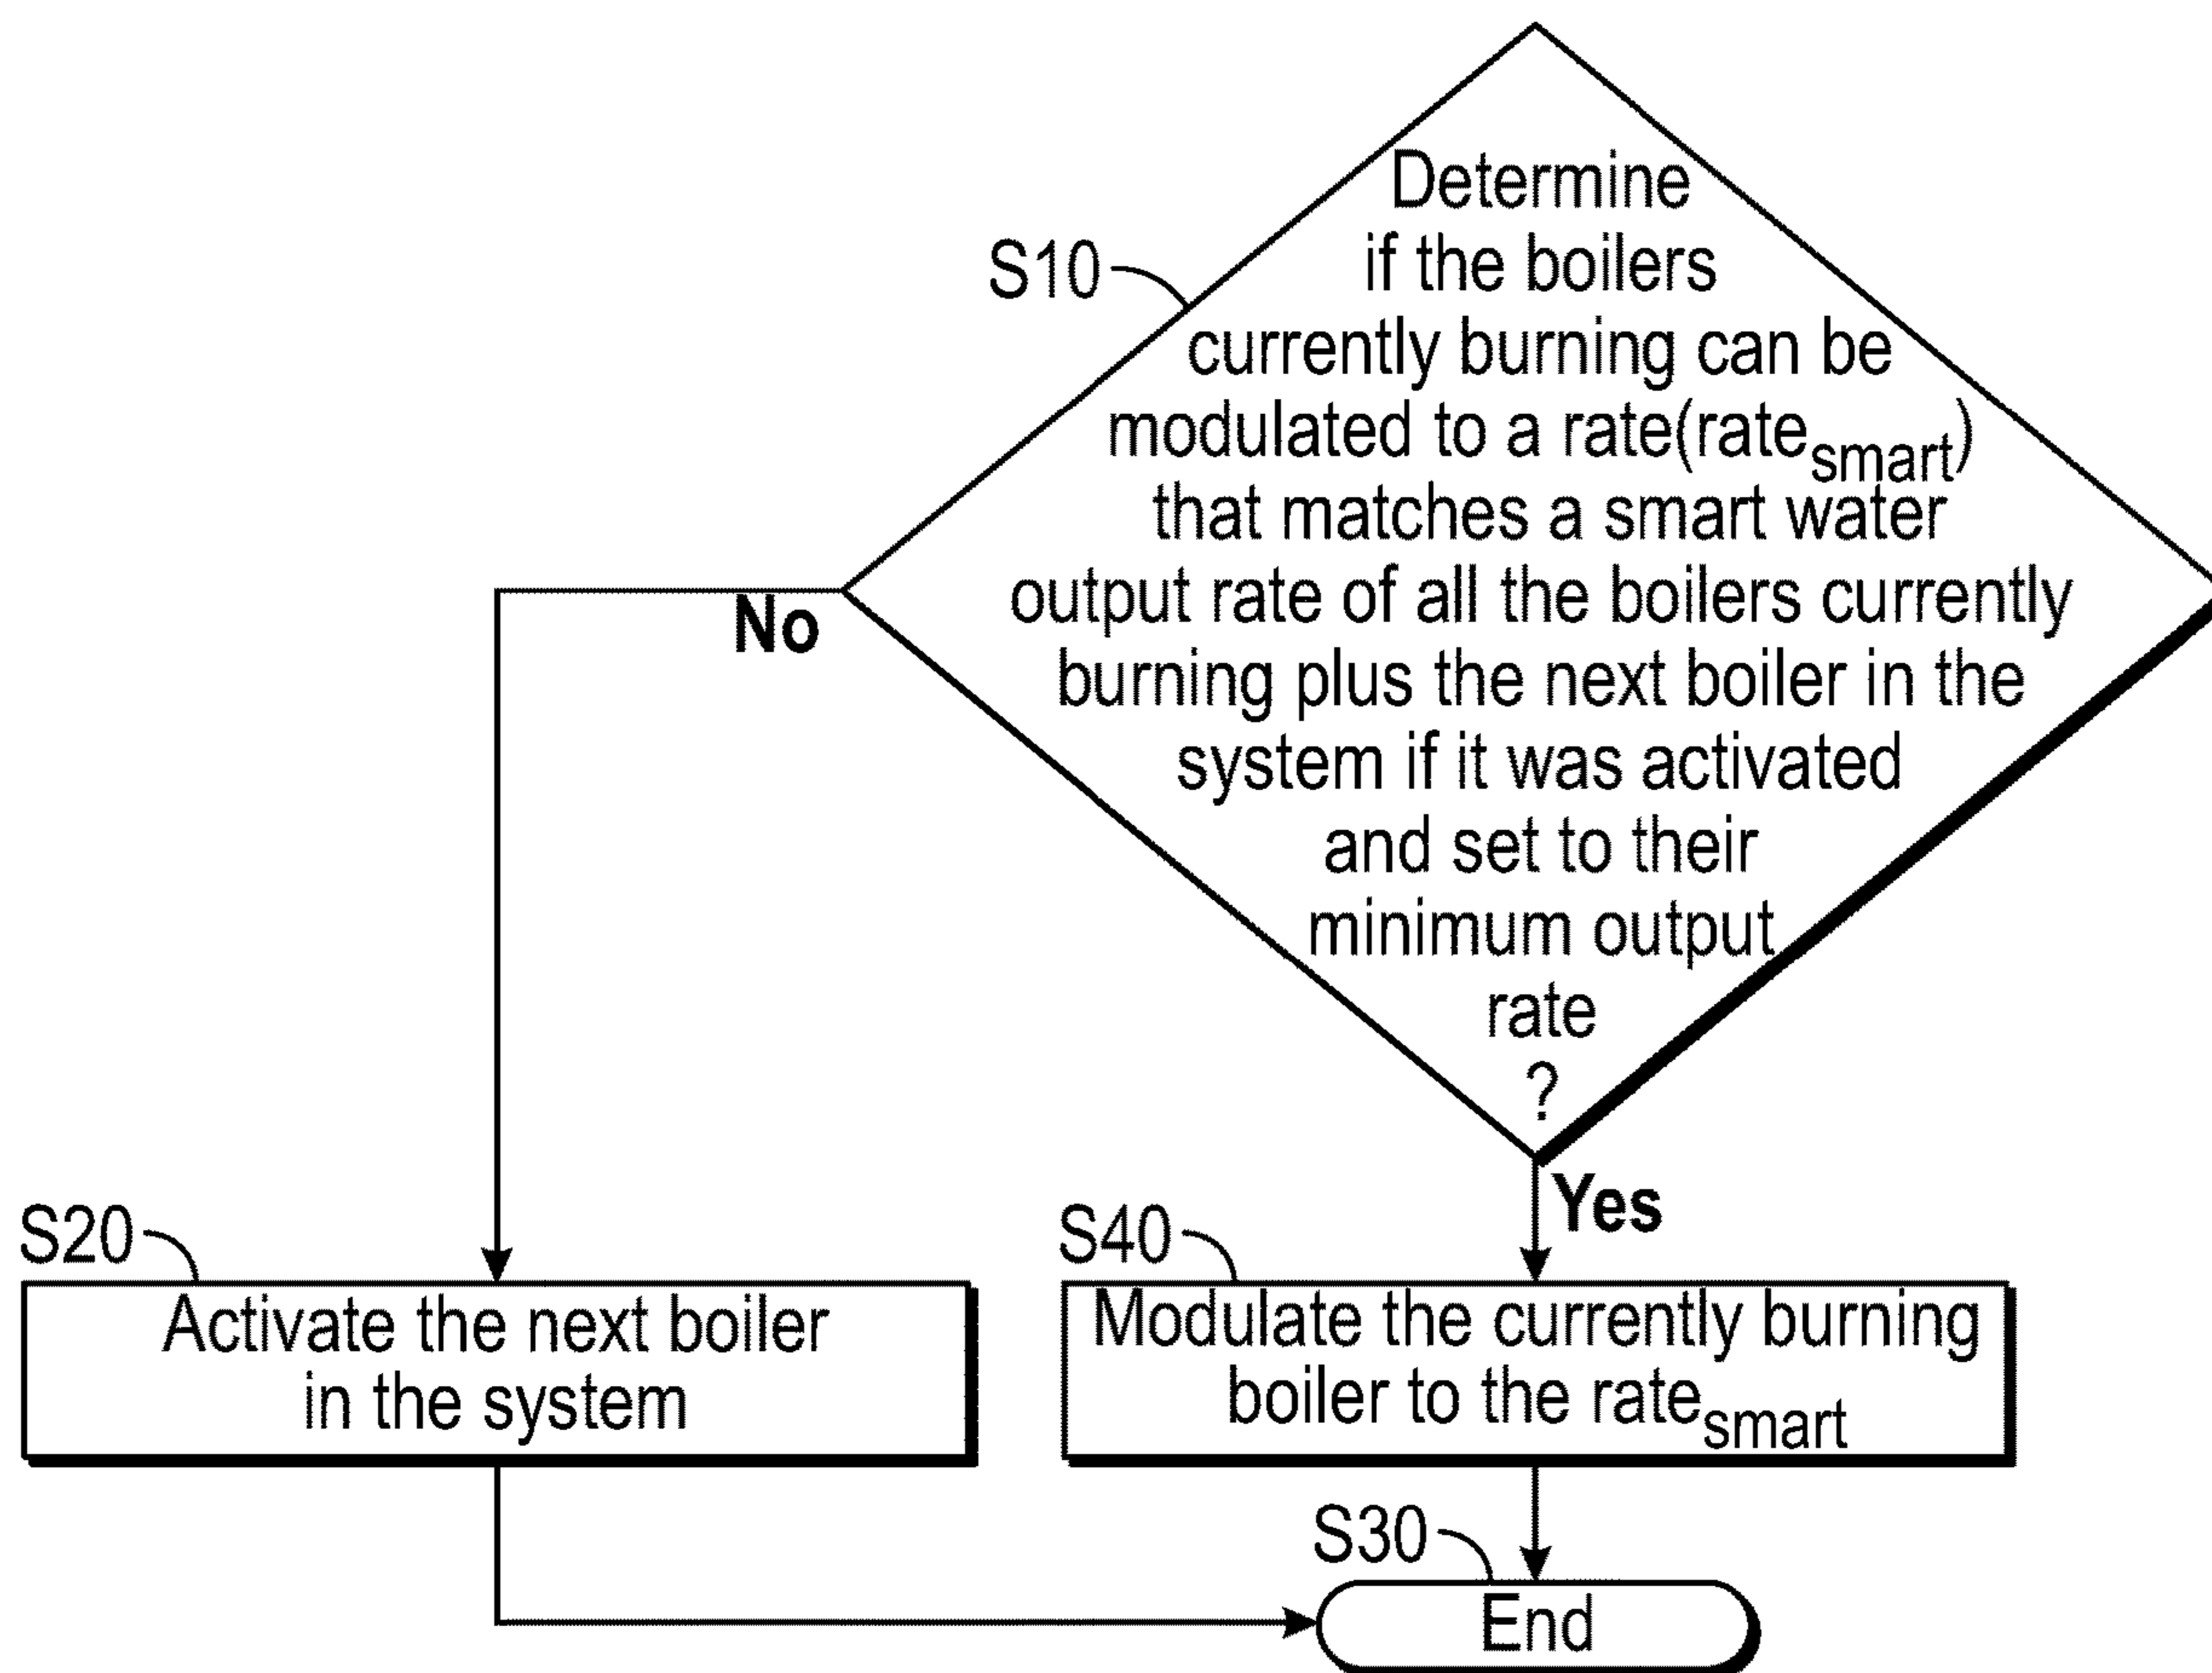 Determine
if the boilers
S10
currently burning can be
modulated to a rate(rate_smart)
that matches a smart water
output rate of all the boilers currently
burning plus the next boiler in the
system if it was activated
and set to their
minimum output
rate
?
No
Yes
S20
Activate the next boiler
in the system
S40
Modulate the currently burning
boiler to the rate_smart
S30
End